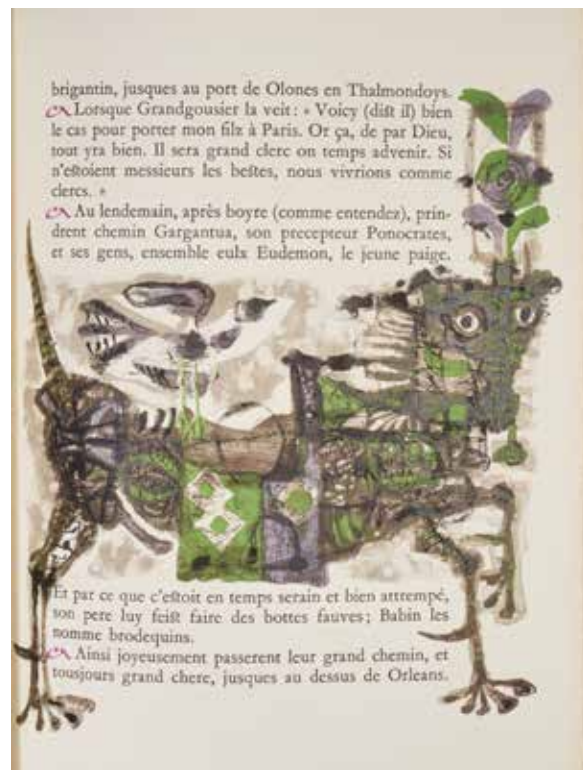 brigantin, jusques au port de Olones en Thalmondoys.
Lorsque Grandgousier la veit : « Voicy (dist il) bien
le cas pour porter mon filz à Paris. Or ça, de par Dieu,
tout yra bien. Il sera grand clerc on temps advenir. Si
n'estoient messieurs les bestes, nous vivrions comme
clercs. »
Au lendemain, après boyre (comme entendez), prin-
drent chemin Gargantua, son precepteur Ponocrates,
et ses gens, ensemble eulx Eudemon, le jeune paige.
Et par ce que c'estoit en temps serain et bien attrempé,
son pere luy feist faire des bottes fauves ; Babin les
nomme brodequins.
Ainsi joyeusement passerent leur grand chemin, et
tousjours grand chere, jusques au dessus de Orleans.